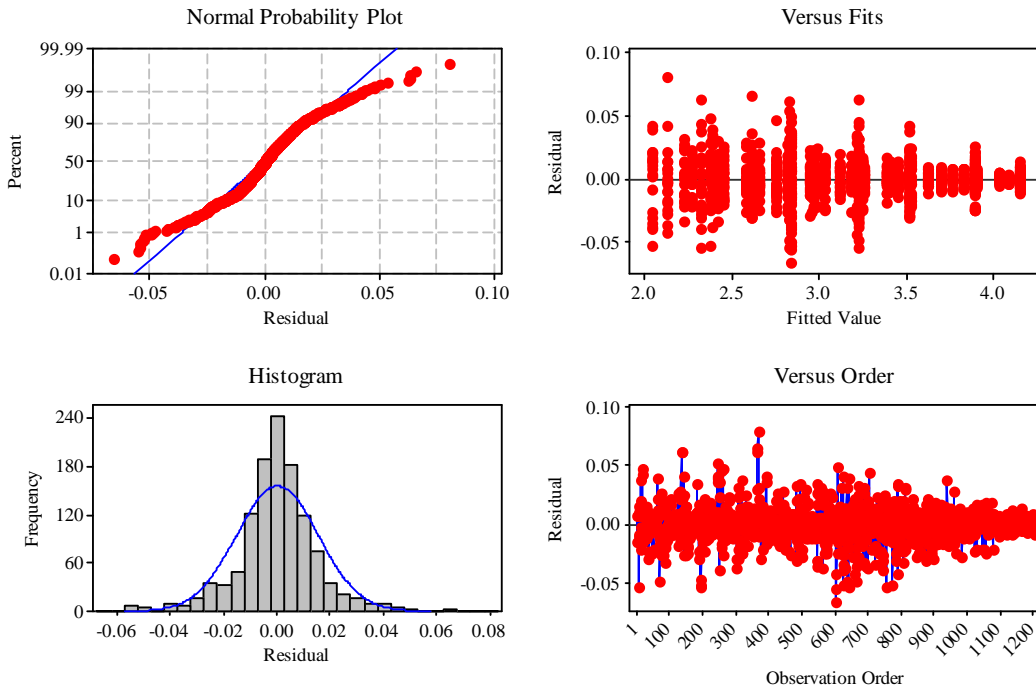 Normal Probability Plot
99.99
99
90
50
10
1
0.01
Percent
-0.05 0.00 0.05 0.10
Residual
Versus Fits
0.10
0.05
0.00
-0.05
Residual
2.0 2.5 3.0 3.5 4.0
Fitted Value
Histogram
240
180
120
60
0
Frequency
-0.06 -0.04 -0.02 0.00 0.02 0.04 0.06 0.08
Residual
Versus Order
0.10
0.05
0.00
-0.05
Residual
1 100 200 300 400 500 600 700 800 900 1000 1100 1200
Observation Order